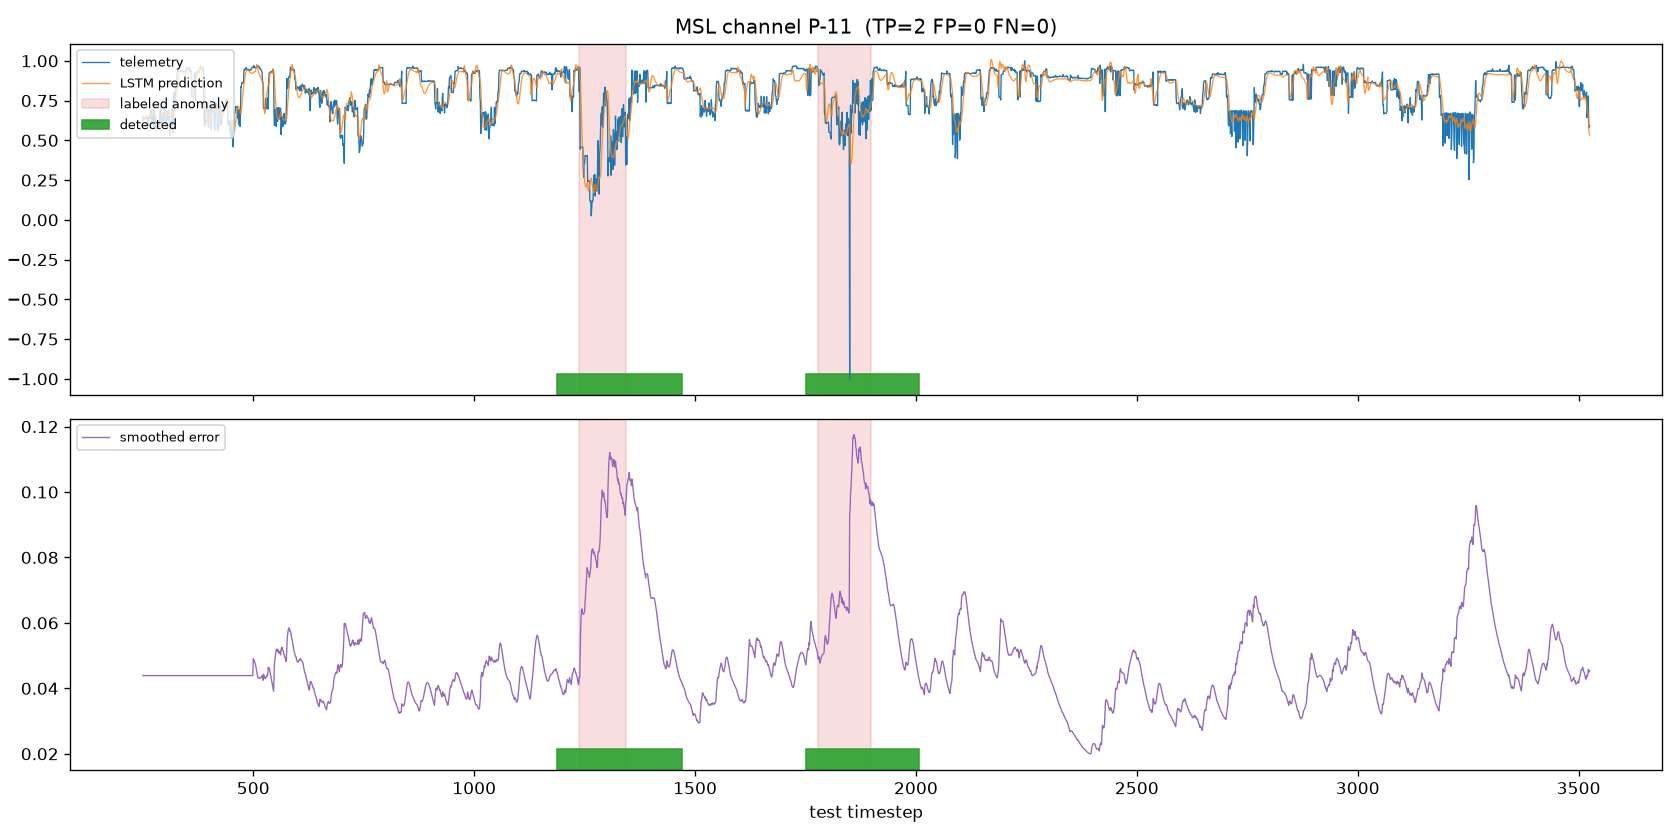 MSL channel P-11  (TP=2 FP=0 FN=0)
telemetry
LSTM prediction
labeled anomaly
detected
1.00
0.75
0.50
0.25
0.00
−0.25
−0.50
−0.75
−1.00
smoothed error
0.12
0.10
0.08
0.06
0.04
0.02
500 1000 1500 2000 2500 3000 3500
test timestep